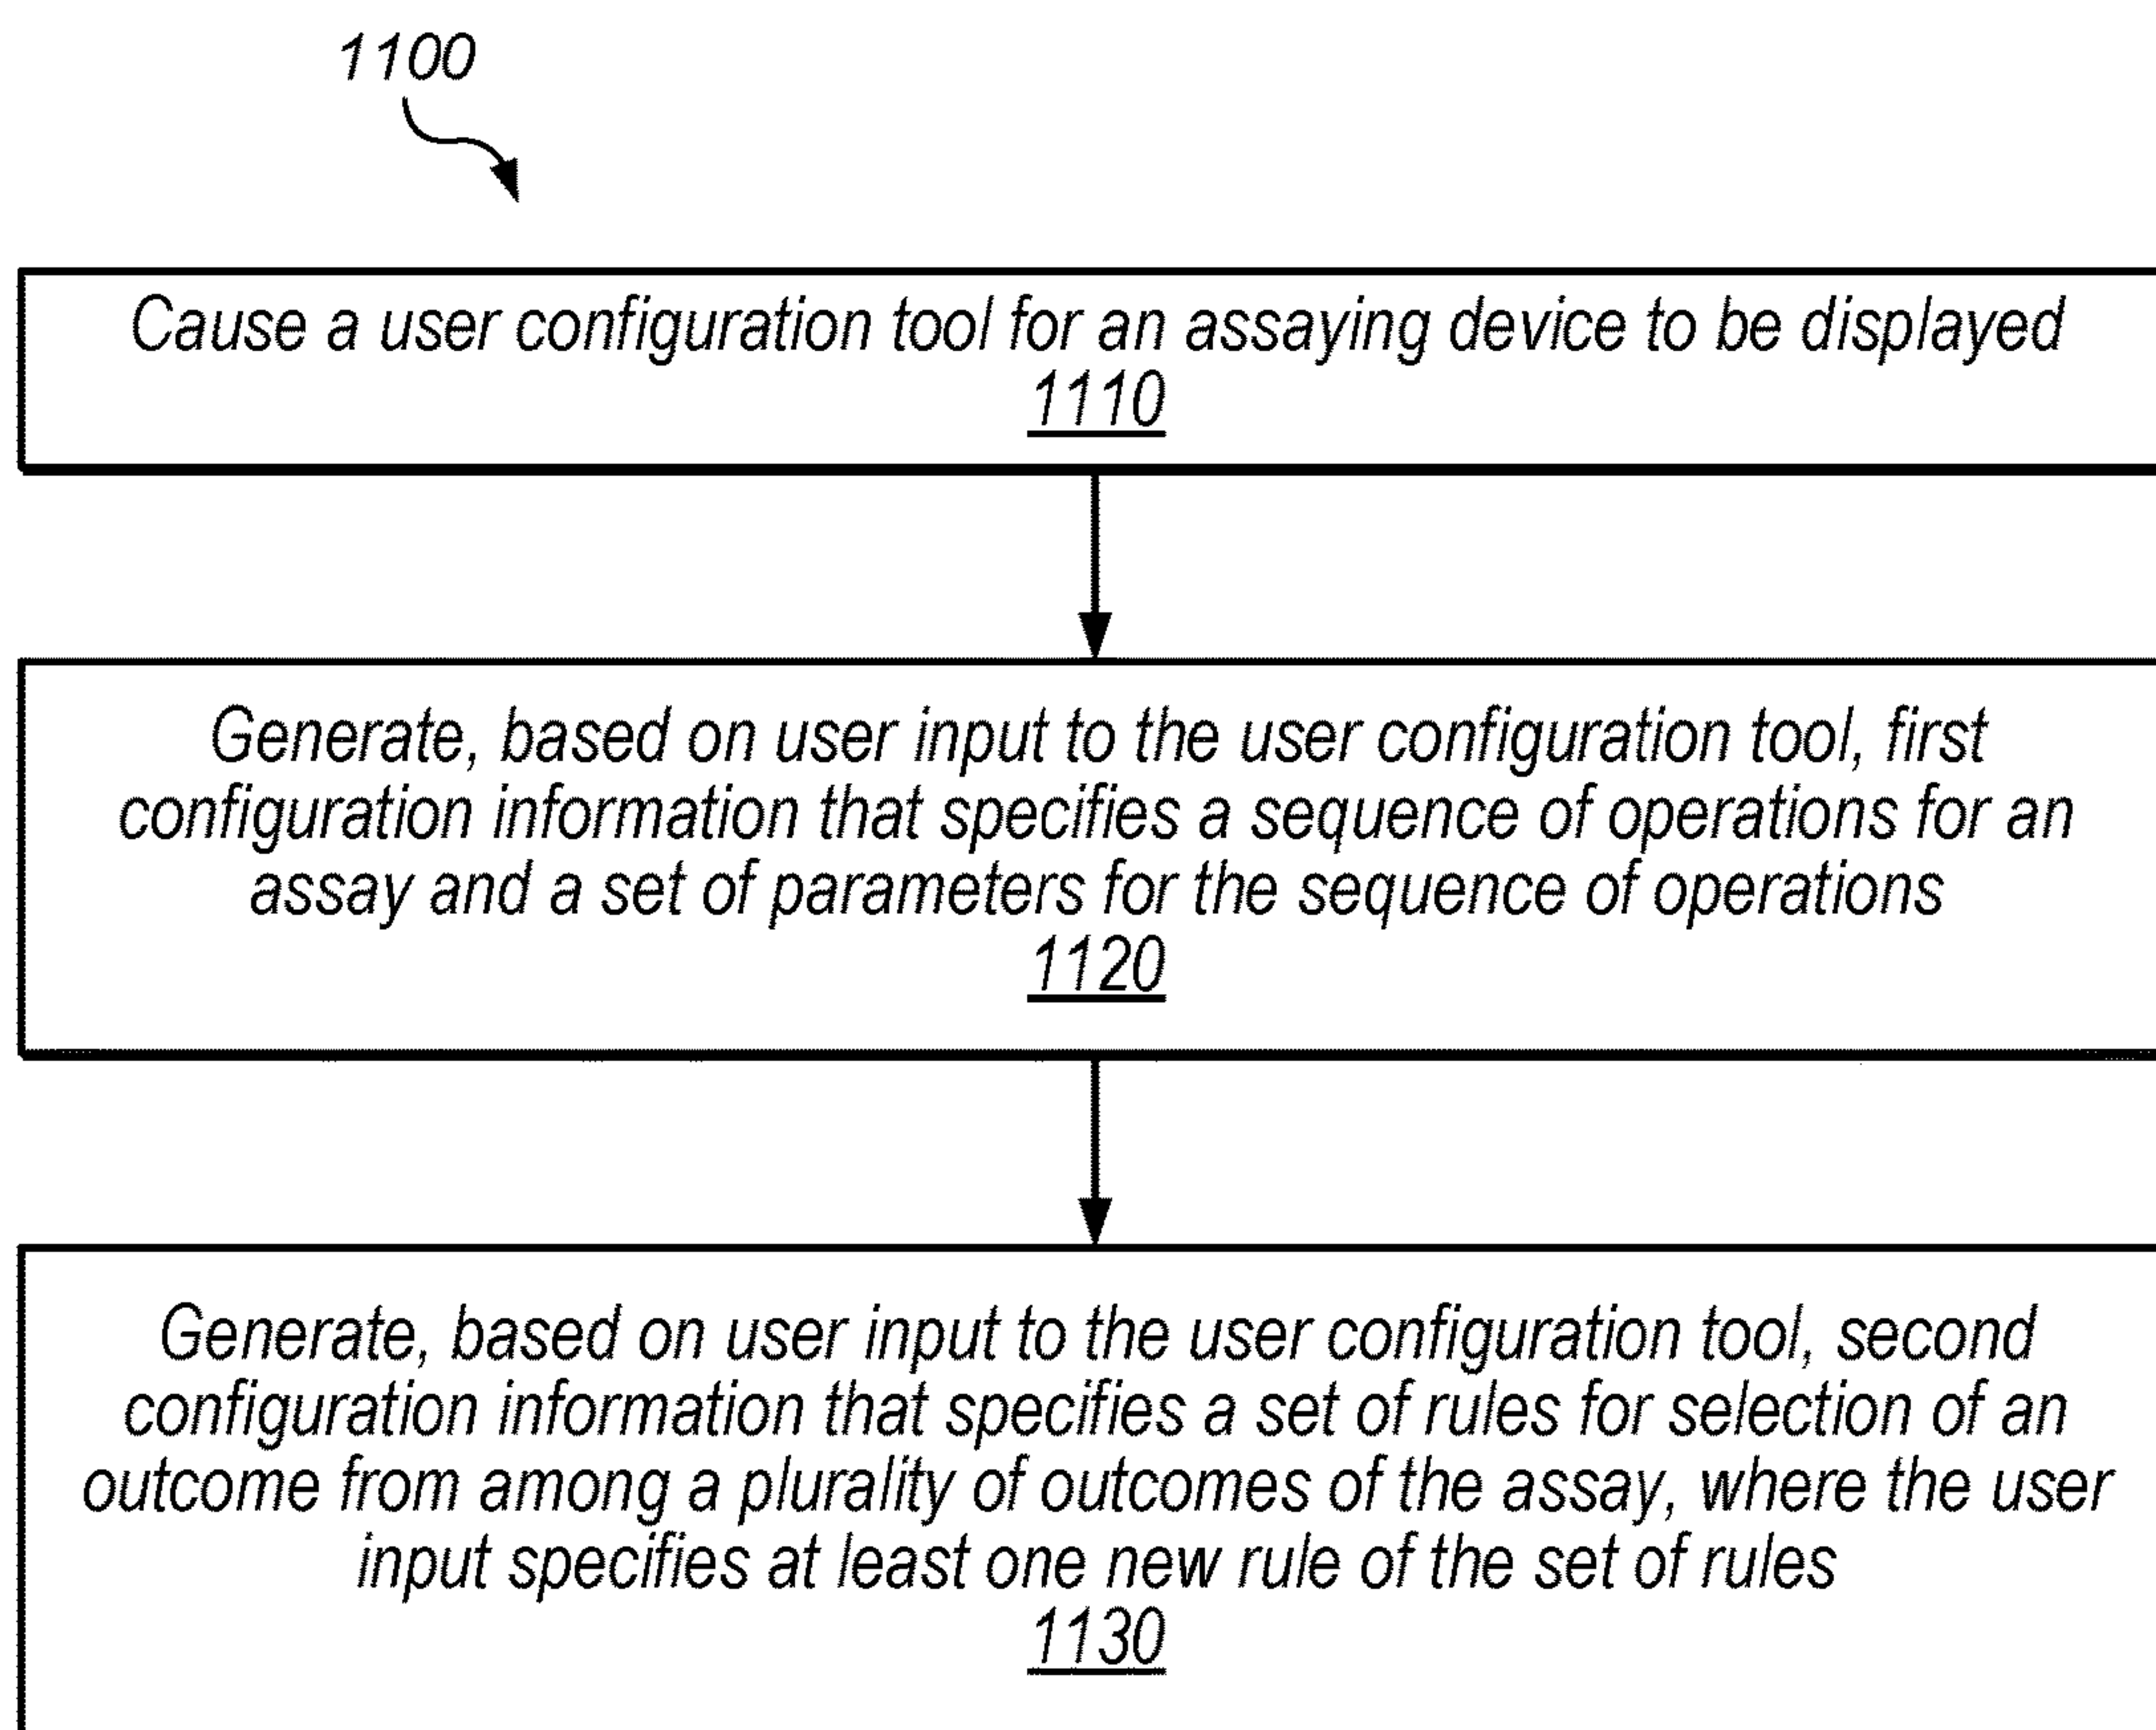 1100
Cause a user configuration tool for an assaying device to be displayed
1110
Generate, based on user input to the user configuration tool, first
configuration information that specifies a sequence of operations for an
assay and a set of parameters for the sequence of operations
1120
Generate, based on user input to the user configuration tool, second
configuration information that specifies a set of rules for selection of an
outcome from among a plurality of outcomes of the assay, where the user
input specifies at least one new rule of the set of rules
1130